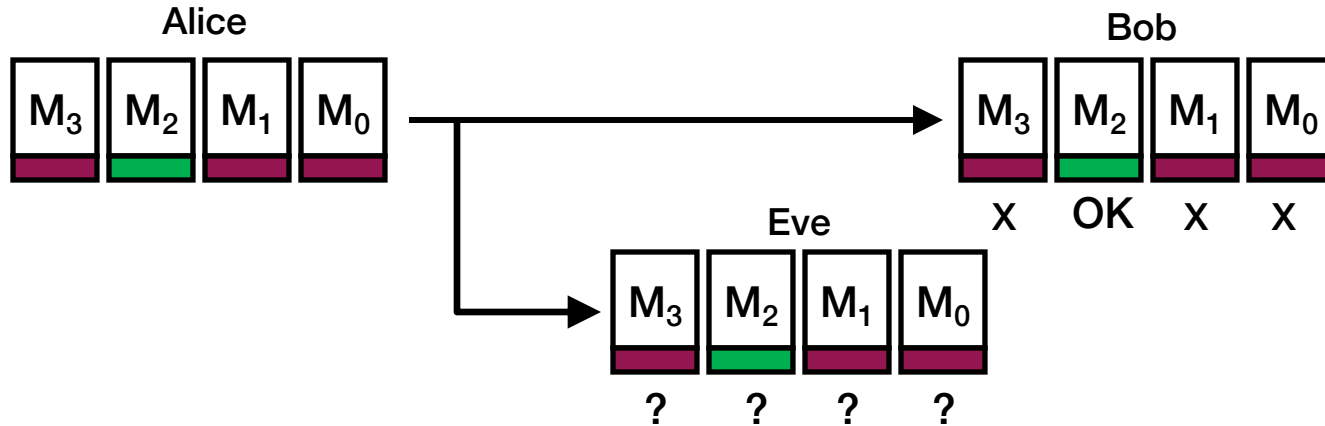 Alice
Bob
M₃ M₂ M₁ M₀
M₃ M₂ M₁ M₀
X OK X X
Eve
M₃ M₂ M₁ M₀
? ? ? ?